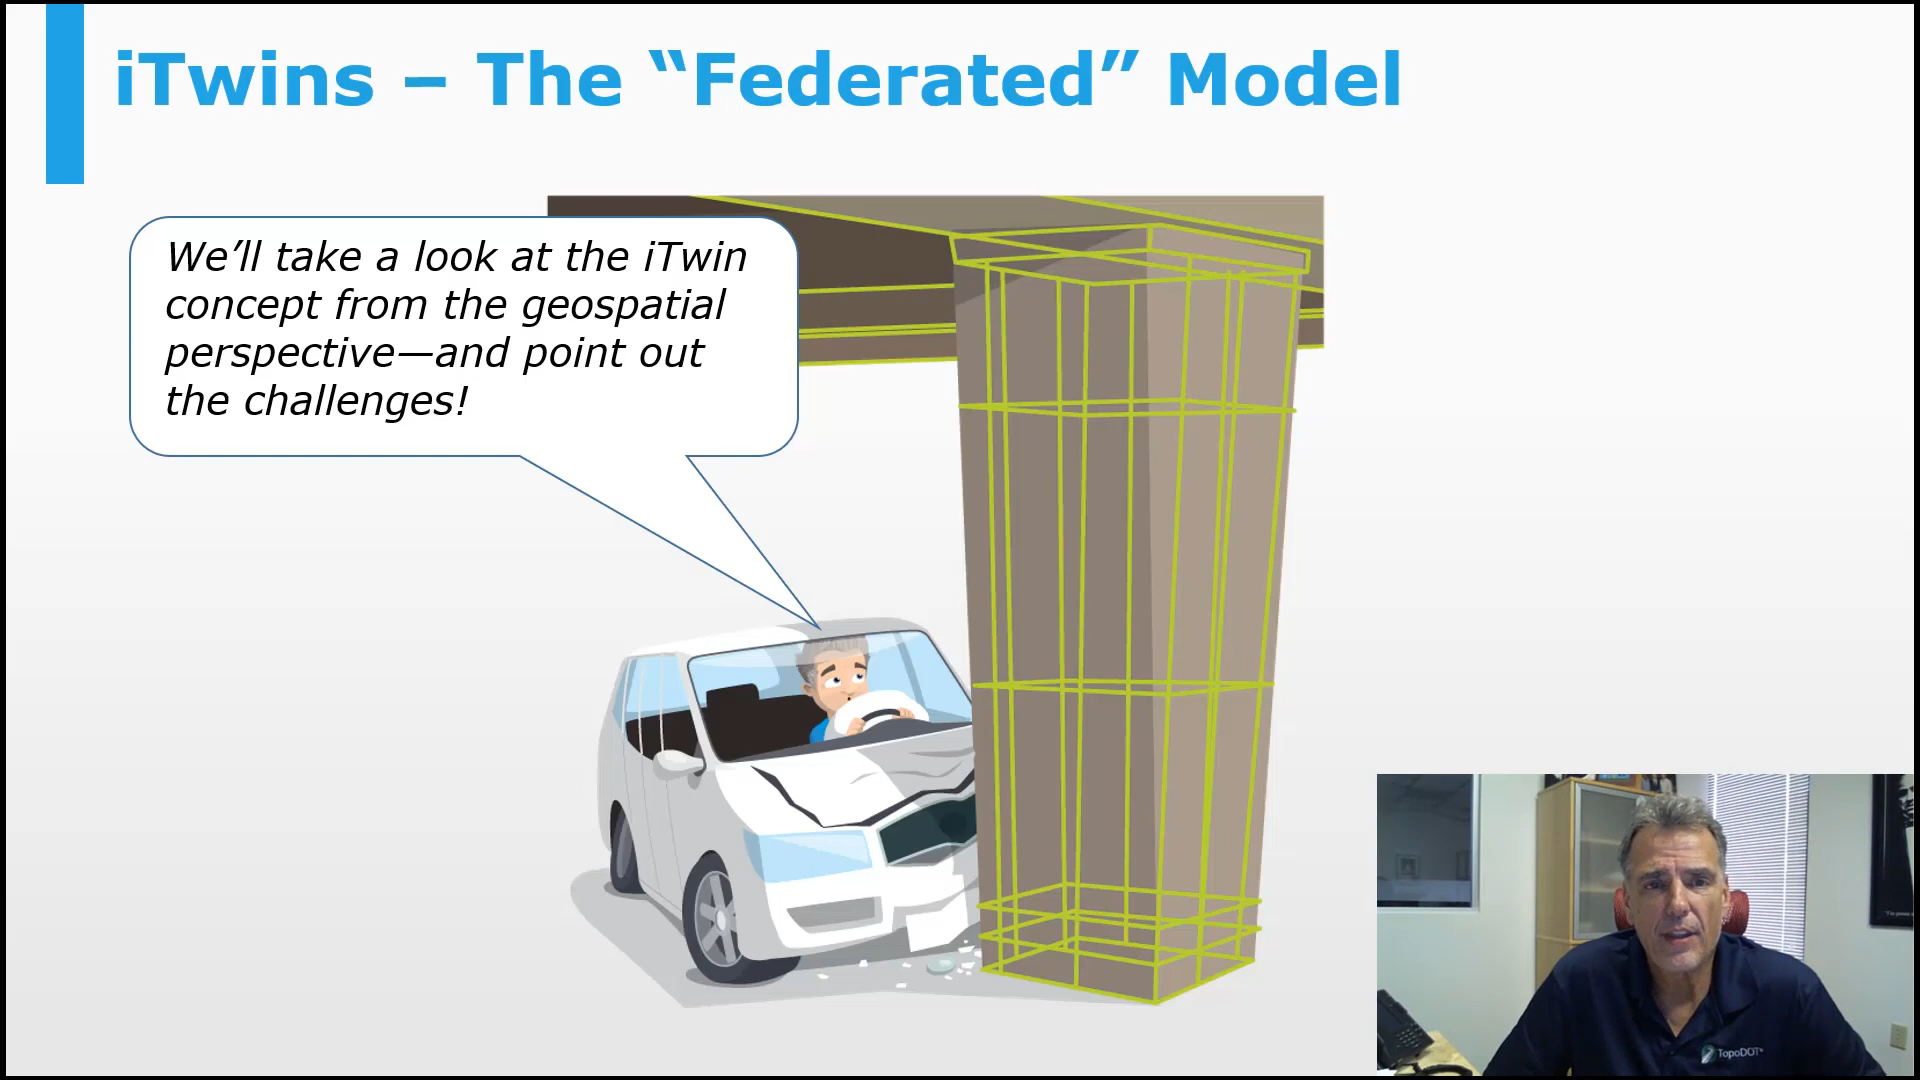 iTwins – The “Federated” Model
We’ll take a look at the iTwin
concept from the geospatial
perspective—and point out
the challenges!
TopoDOT®